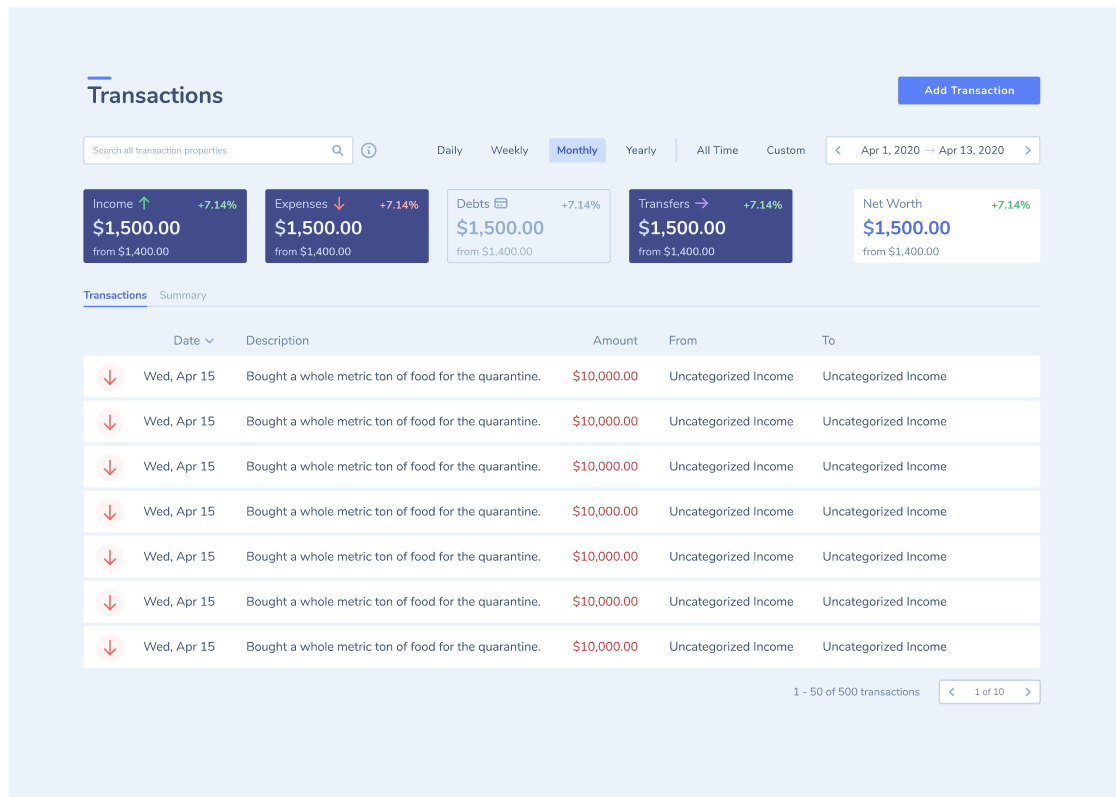 Transactions
Add Transaction
Search all transaction properties
Daily Weekly Monthly Yearly All Time Custom
Apr 1, 2020 → Apr 13, 2020
Income +7.14%
$1,500.00
from $1,400.00
Expenses +7.14%
$1,500.00
from $1,400.00
Debts +7.14%
$1,500.00
from $1,400.00
Transfers +7.14%
$1,500.00
from $1,400.00
Net Worth +7.14%
$1,500.00
from $1,400.00
Transactions Summary
Date Description Amount From To
Wed, Apr 15 Bought a whole metric ton of food for the quarantine. $10,000.00 Uncategorized Income Uncategorized Income
Wed, Apr 15 Bought a whole metric ton of food for the quarantine. $10,000.00 Uncategorized Income Uncategorized Income
Wed, Apr 15 Bought a whole metric ton of food for the quarantine. $10,000.00 Uncategorized Income Uncategorized Income
Wed, Apr 15 Bought a whole metric ton of food for the quarantine. $10,000.00 Uncategorized Income Uncategorized Income
Wed, Apr 15 Bought a whole metric ton of food for the quarantine. $10,000.00 Uncategorized Income Uncategorized Income
Wed, Apr 15 Bought a whole metric ton of food for the quarantine. $10,000.00 Uncategorized Income Uncategorized Income
Wed, Apr 15 Bought a whole metric ton of food for the quarantine. $10,000.00 Uncategorized Income Uncategorized Income
1 - 50 of 500 transactions 1 of 10